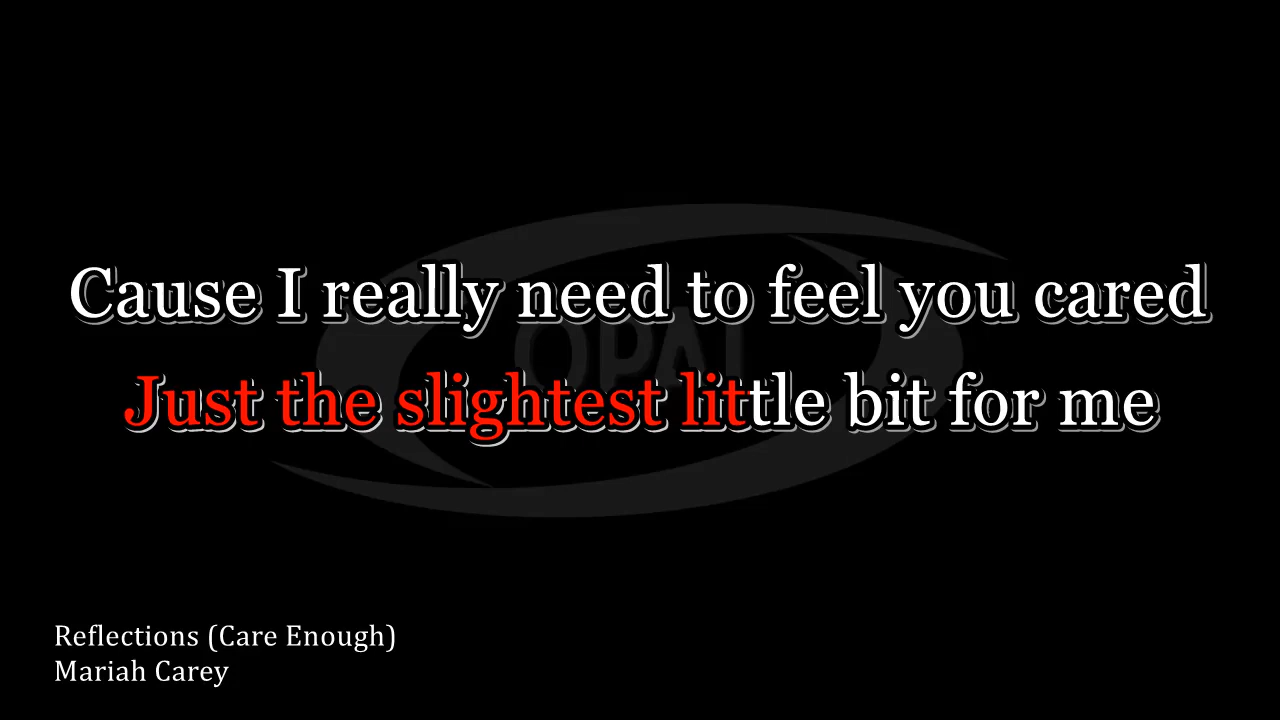 Cause I really need to feel you cared
OPAL
Just the slightest little bit for me
Reflections (Care Enough)
Mariah Carey